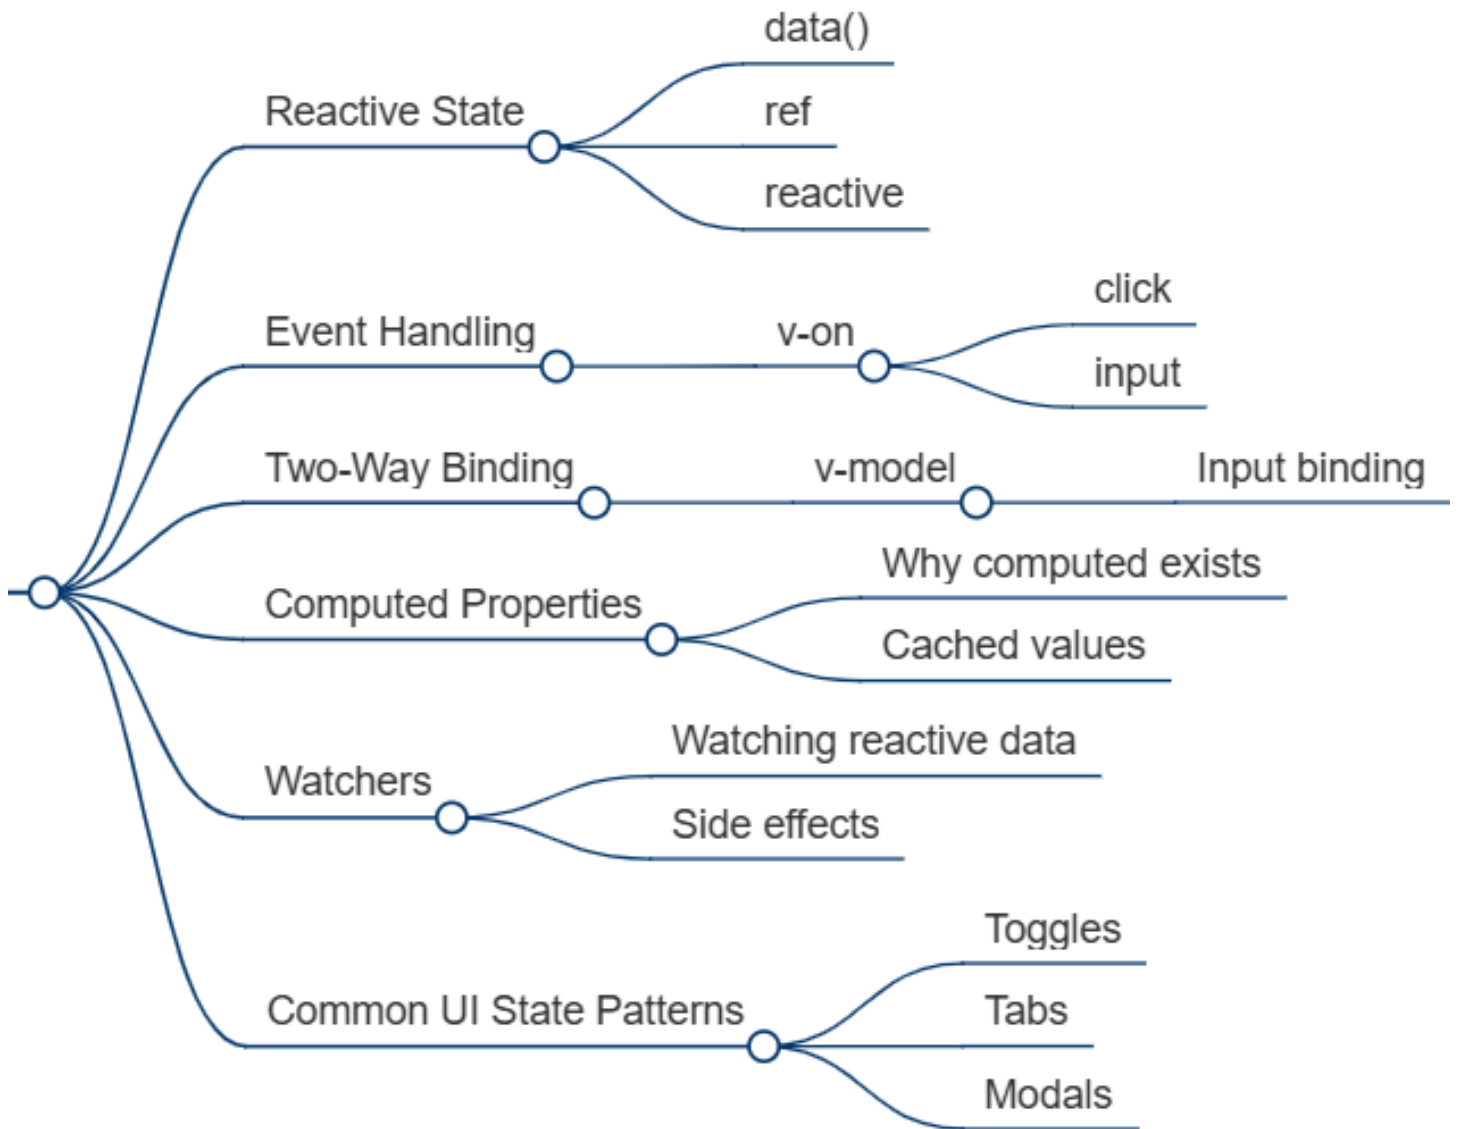 Reactive State
data()
ref
reactive
Event Handling
v-on
click
input
Two-Way Binding
v-model
Input binding
Computed Properties
Why computed exists
Cached values
Watchers
Watching reactive data
Side effects
Common UI State Patterns
Toggles
Tabs
Modals